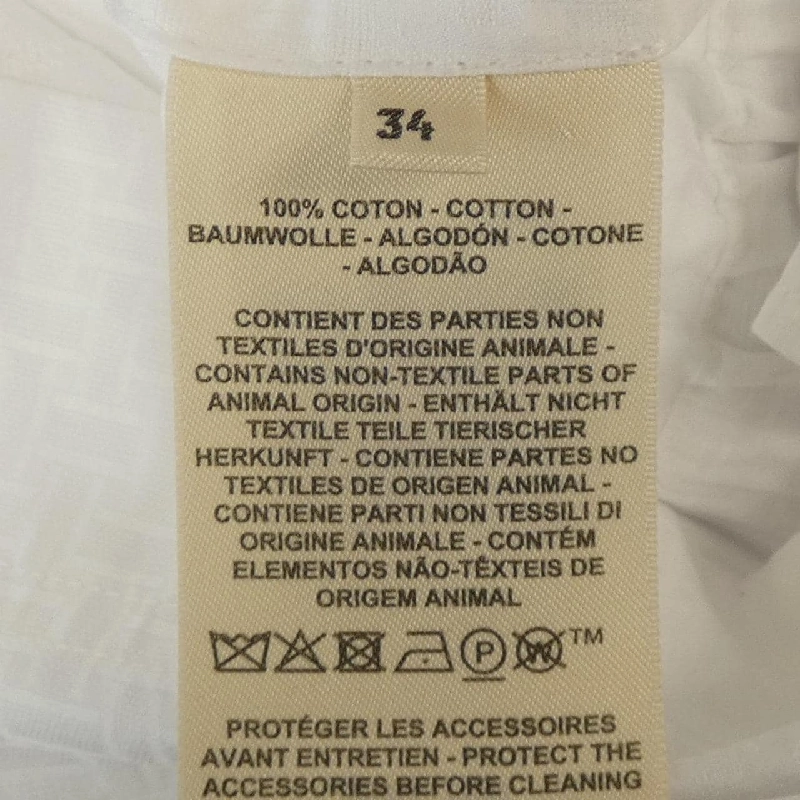 34
100% COTON - COTTON -
BAUMWOLLE - ALGODÓN - COTONE
- ALGODÃO
CONTIENT DES PARTIES NON
TEXTILES D'ORIGINE ANIMALE -
CONTAINS NON-TEXTILE PARTS OF
ANIMAL ORIGIN - ENTHÄLT NICHT
TEXTILE TEILE TIERISCHER
HERKUNFT - CONTIENE PARTES NO
TEXTILES DE ORIGEN ANIMAL -
CONTIENE PARTI NON TESSILI DI
ORIGINE ANIMALE - CONTÉM
ELEMENTOS NÃO-TÊXTEIS DE
ORIGEM ANIMAL
P W TM
PROTÉGER LES ACCESSOIRES
AVANT ENTRETIEN - PROTECT THE
ACCESSORIES BEFORE CLEANING